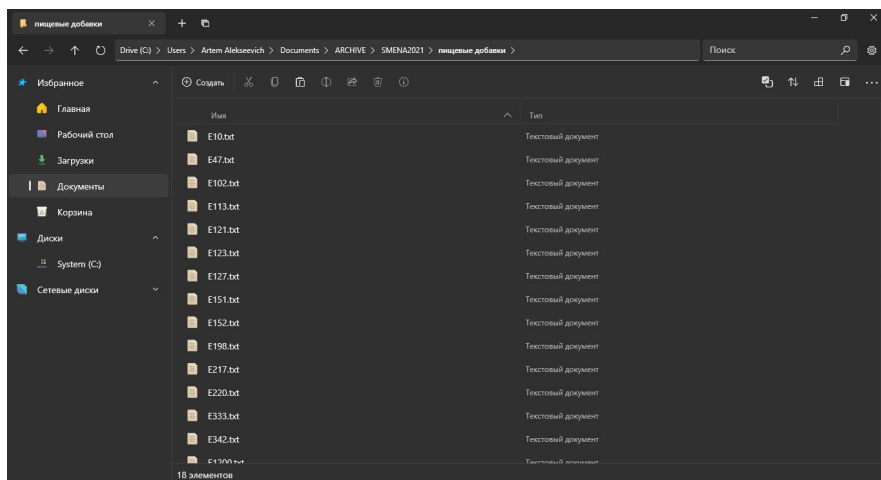 пищевые добавки
Drive (C:) > Users > Artem Alekseevich > Documents > ARCHIVE > SMENA2021 > пищевые добавки >
Поиск
Избранное
Создать
Главная
Рабочий стол
Загрузки
Документы
Корзина
Диски
System (C:)
Сетевые диски
Имя Тип
E10.txt Текстовый документ
E47.txt Текстовый документ
E102.txt Текстовый документ
E113.txt Текстовый документ
E121.txt Текстовый документ
E123.txt Текстовый документ
E127.txt Текстовый документ
E151.txt Текстовый документ
E152.txt Текстовый документ
E198.txt Текстовый документ
E217.txt Текстовый документ
E220.txt Текстовый документ
E333.txt Текстовый документ
E342.txt Текстовый документ
E1200.txt Текстовый документ
18 элементов